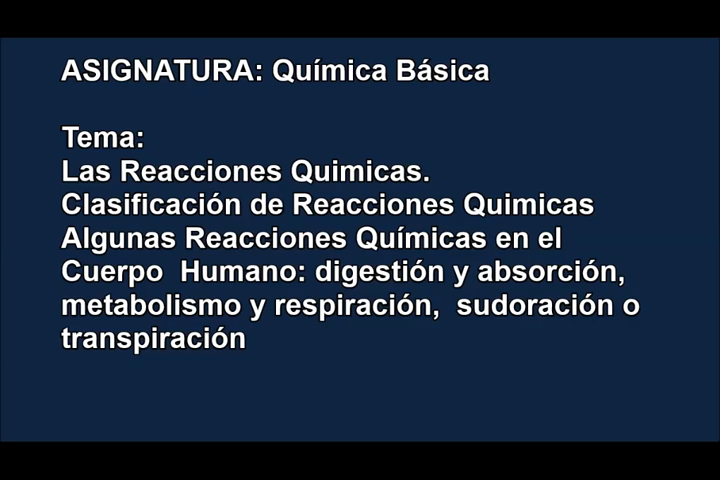 ASIGNATURA: Química Básica
Tema:
Las Reacciones Quimicas.
Clasificación de Reacciones Quimicas
Algunas Reacciones Químicas en el
Cuerpo  Humano: digestión y absorción,
metabolismo y respiración,  sudoración o
transpiración